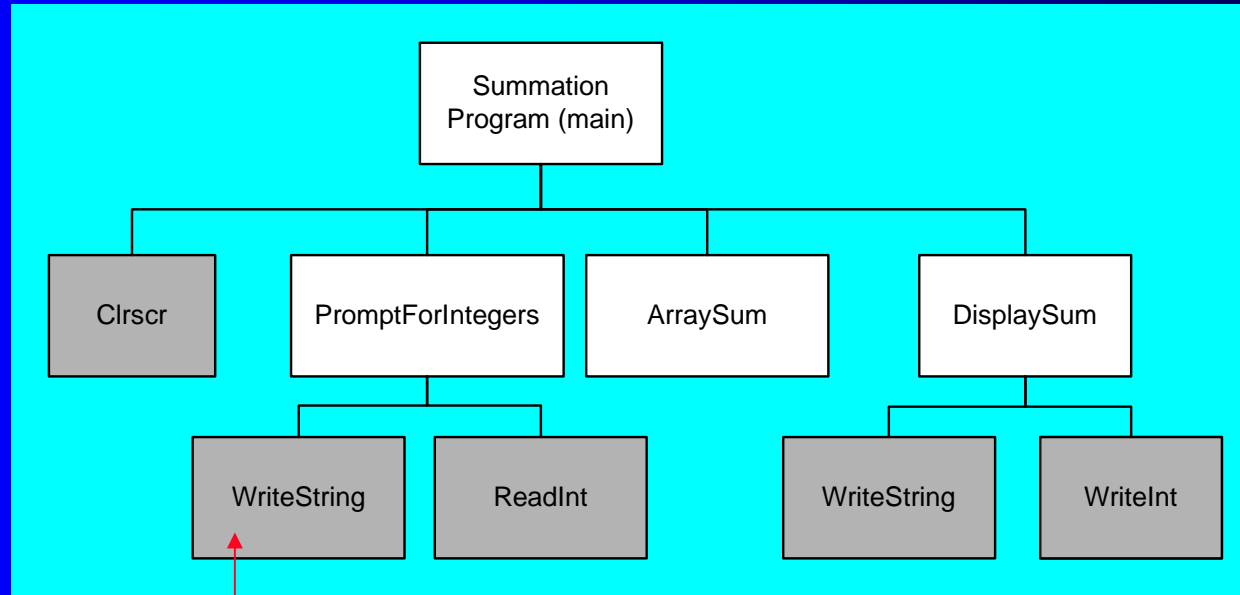 Summation
Program (main)
Clrscr
PromptForIntegers
ArraySum
DisplaySum
WriteString
ReadInt
WriteString
WriteInt